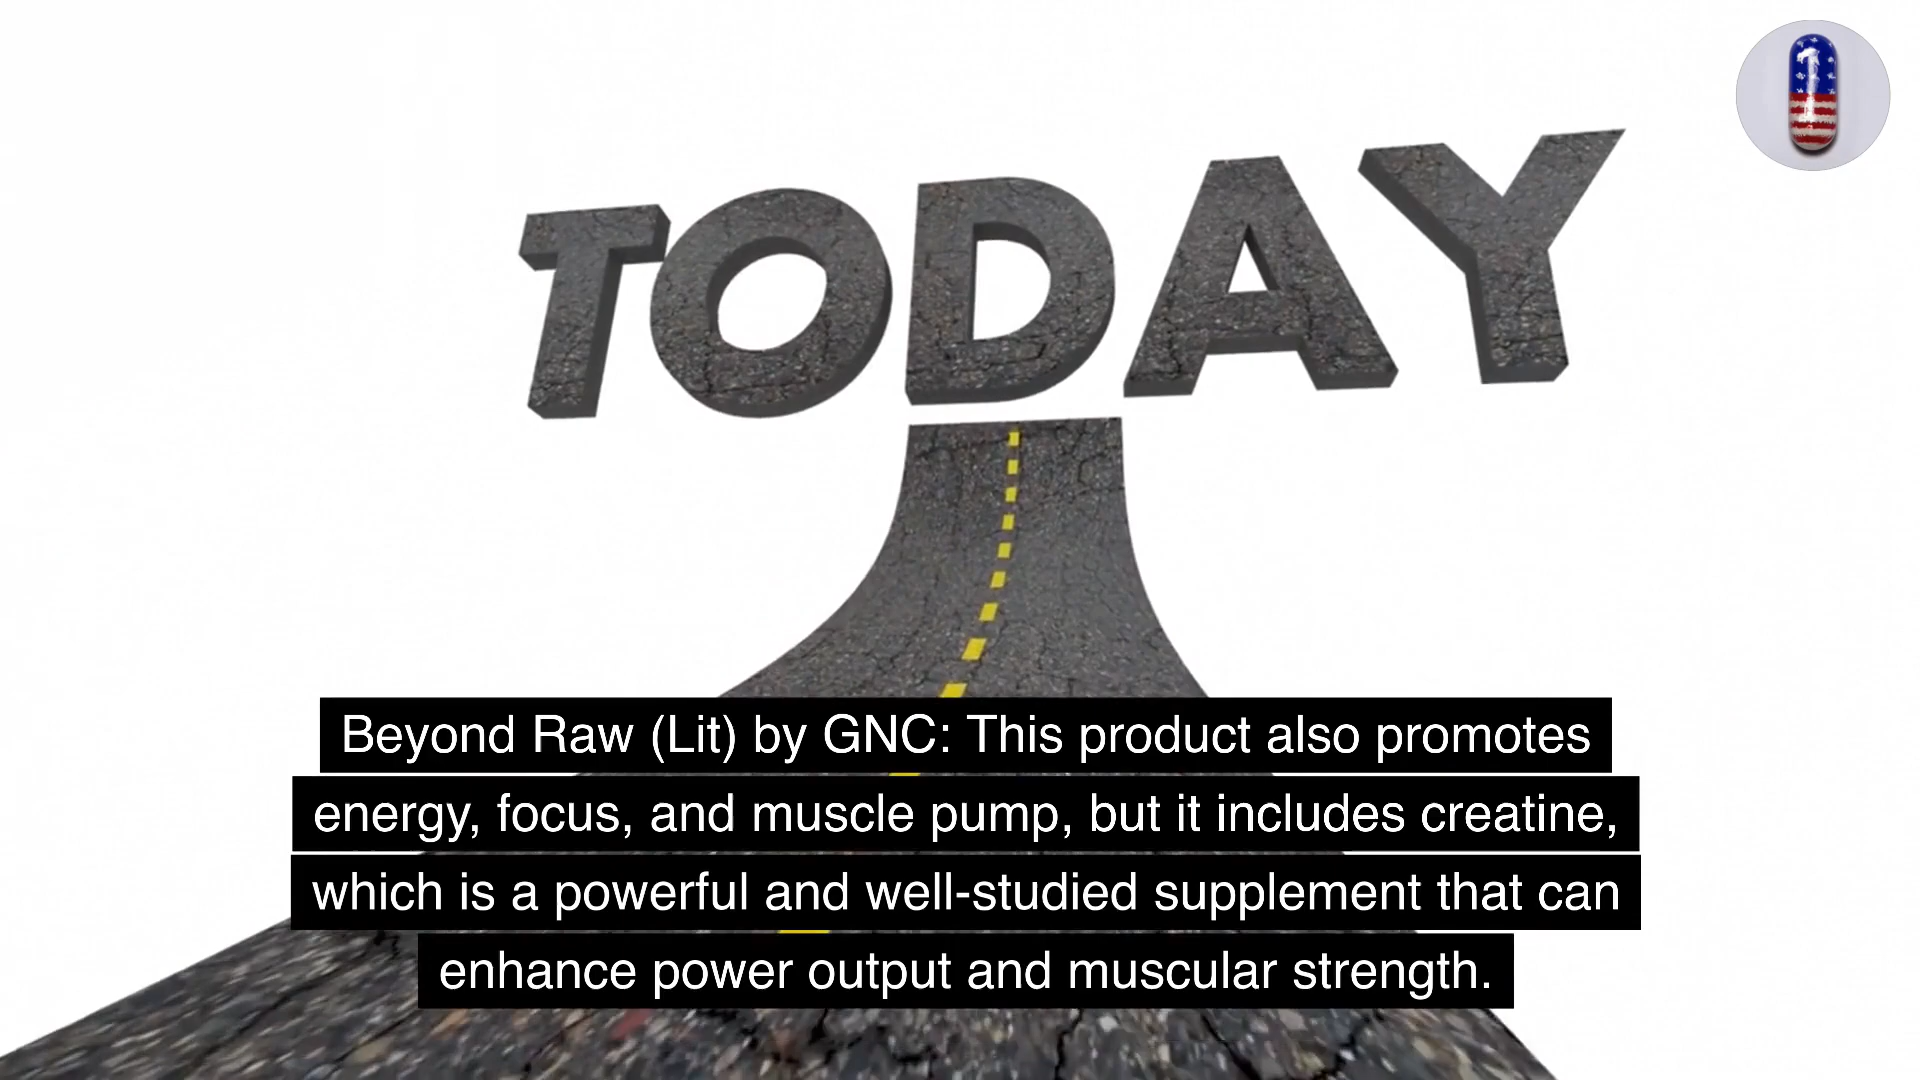 TODAY
Beyond Raw (Lit) by GNC: This product also promotes
energy, focus, and muscle pump, but it includes creatine,
which is a powerful and well-studied supplement that can
enhance power output and muscular strength.